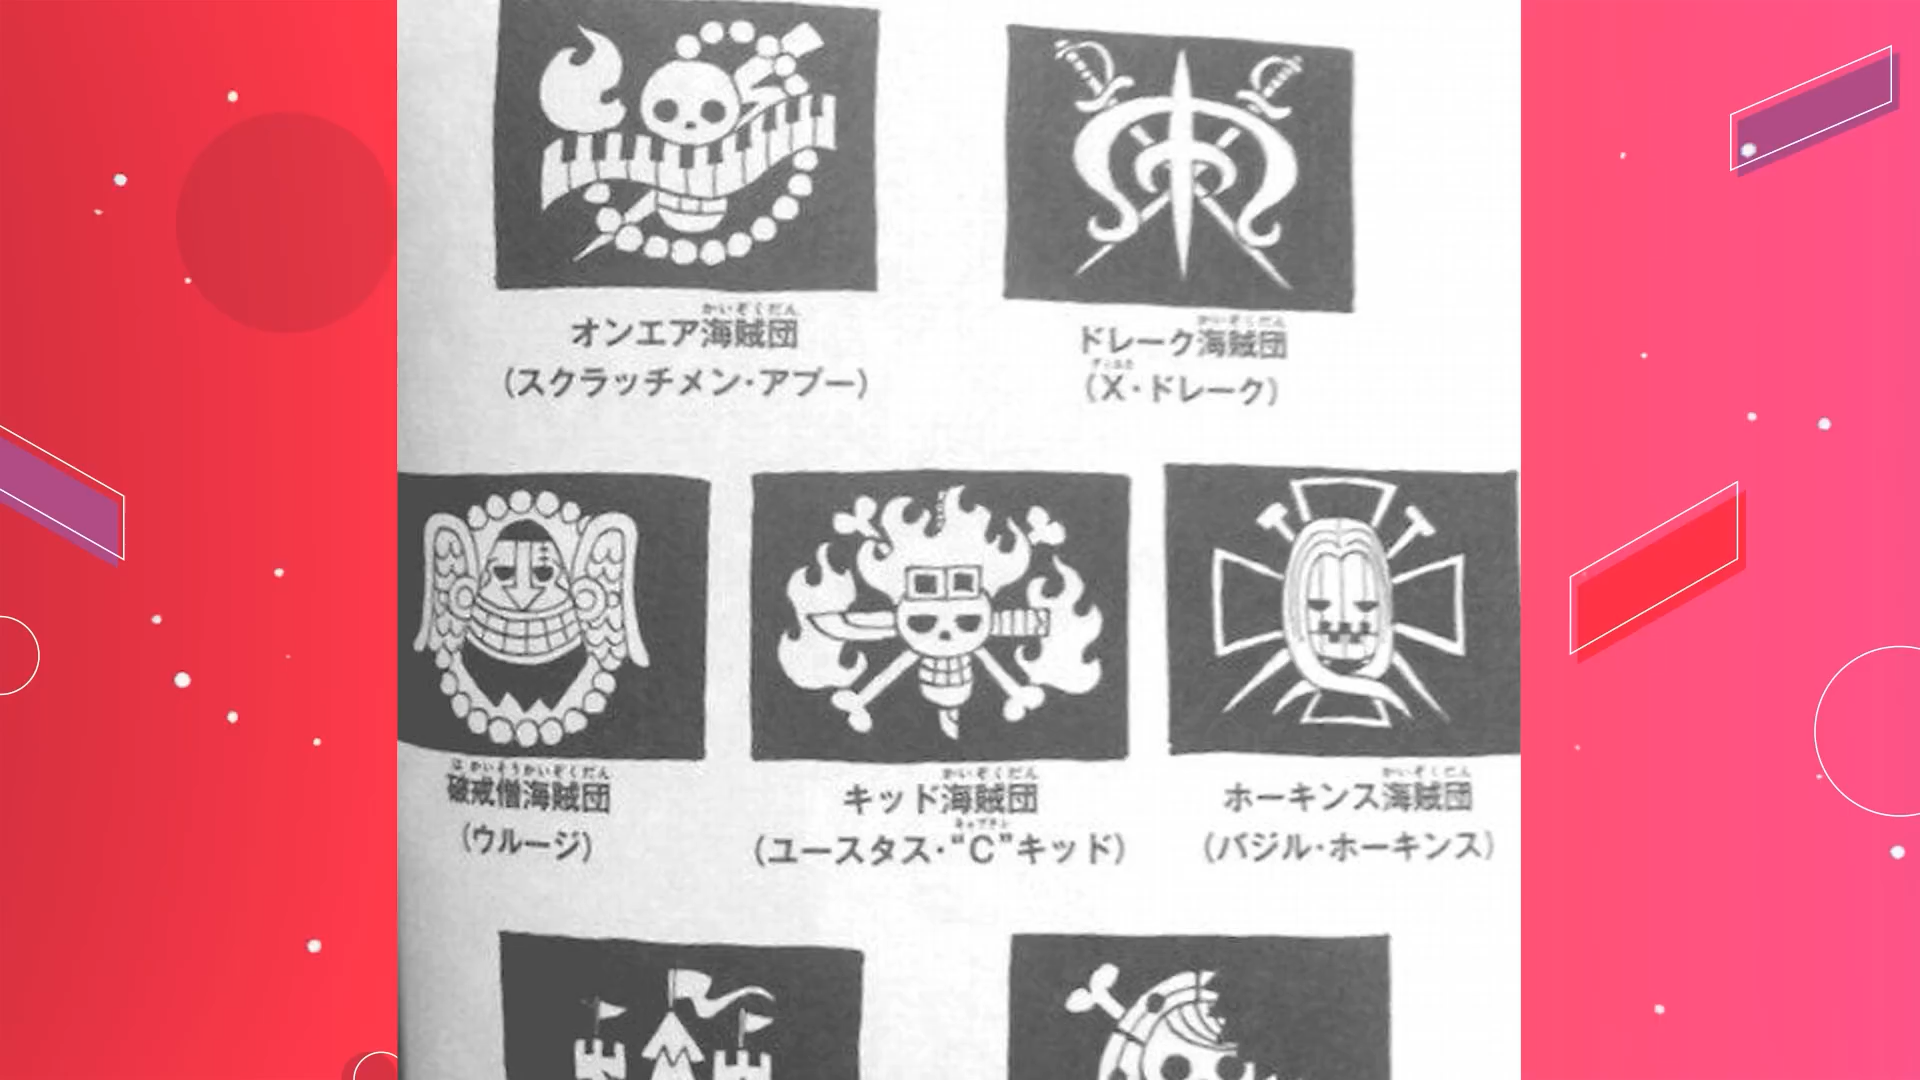 オンエア海賊団
(スクラッチメン・アプー)
ドレーク海賊団
(X・ドレーク)
破戒僧海賊団
(ウルージ)
キッド海賊団
(ユースタス・“C”キッド)
ホーキンス海賊団
(バジル・ホーキンス)